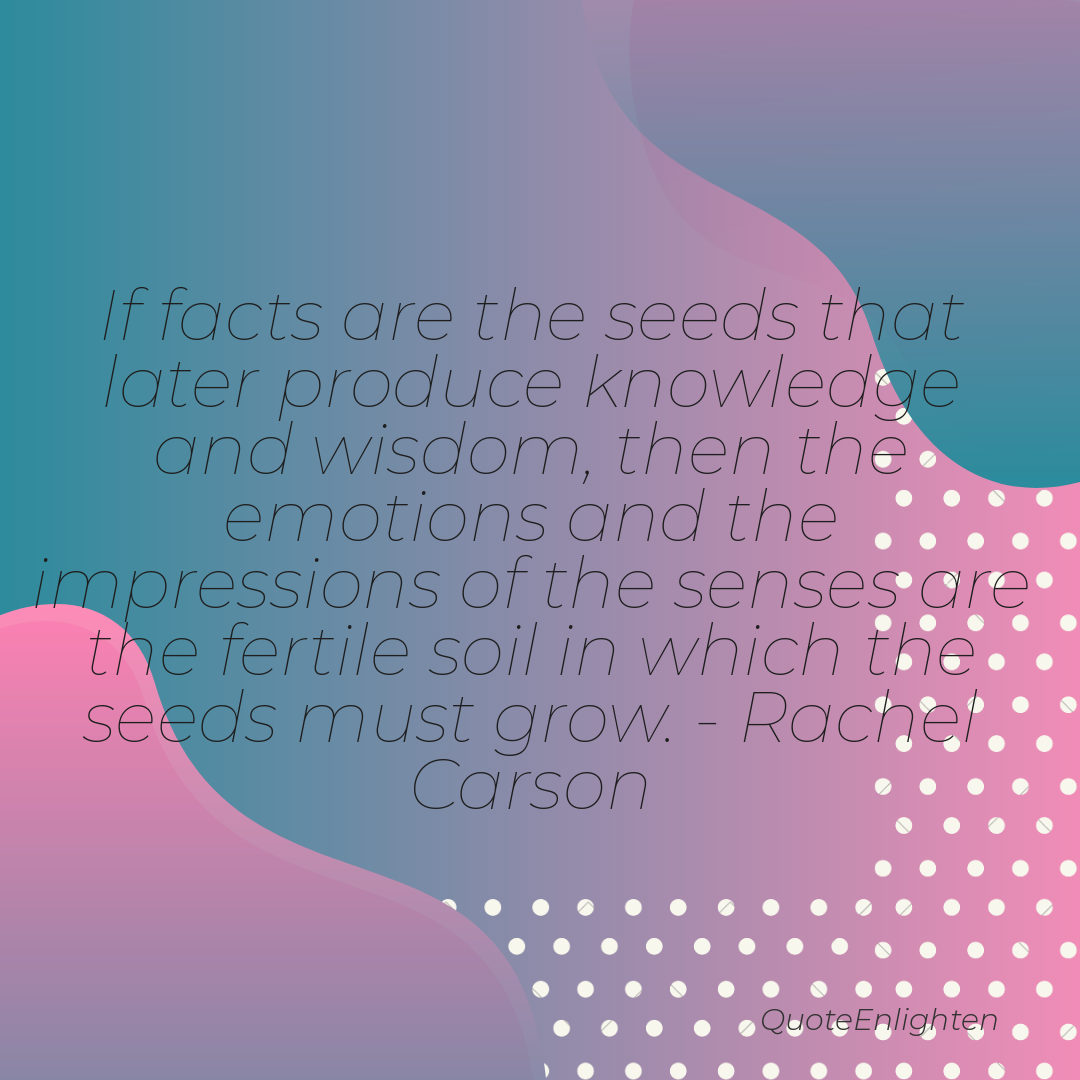 If facts are the seeds that
later produce knowledge
and wisdom, then the
emotions and the
impressions of the senses are
the fertile soil in which the
seeds must grow. - Rachel
Carson
QuoteEnlighten